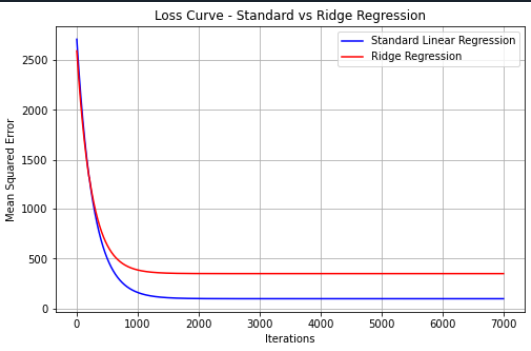 Loss Curve - Standard vs Ridge Regression
Standard Linear Regression
Ridge Regression
Mean Squared Error
2500
2000
1500
1000
500
0
0 1000 2000 3000 4000 5000 6000 7000
Iterations